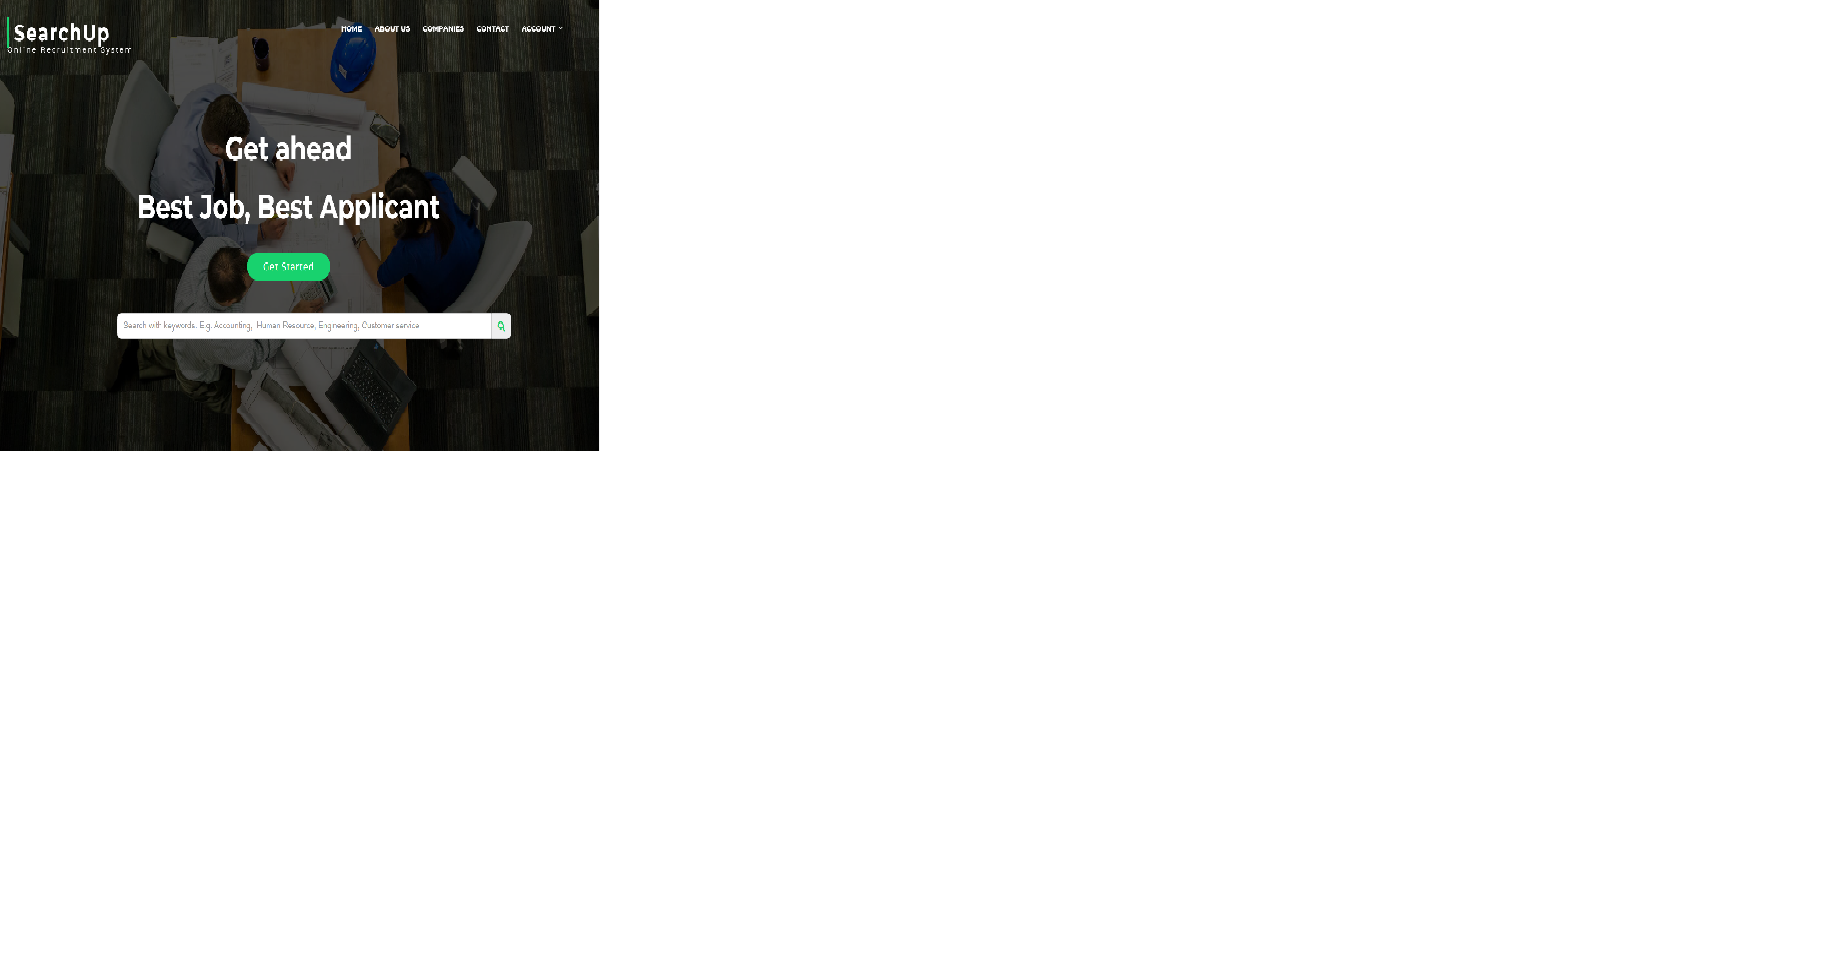 SearchUp
Online Recruitment System
HOME ABOUT US COMPANIES CONTACT ACCOUNT
Get ahead
Best Job, Best Applicant
Get Started
Search with keywords. E.g. Accounting, Human Resource, Engineering, Customer service